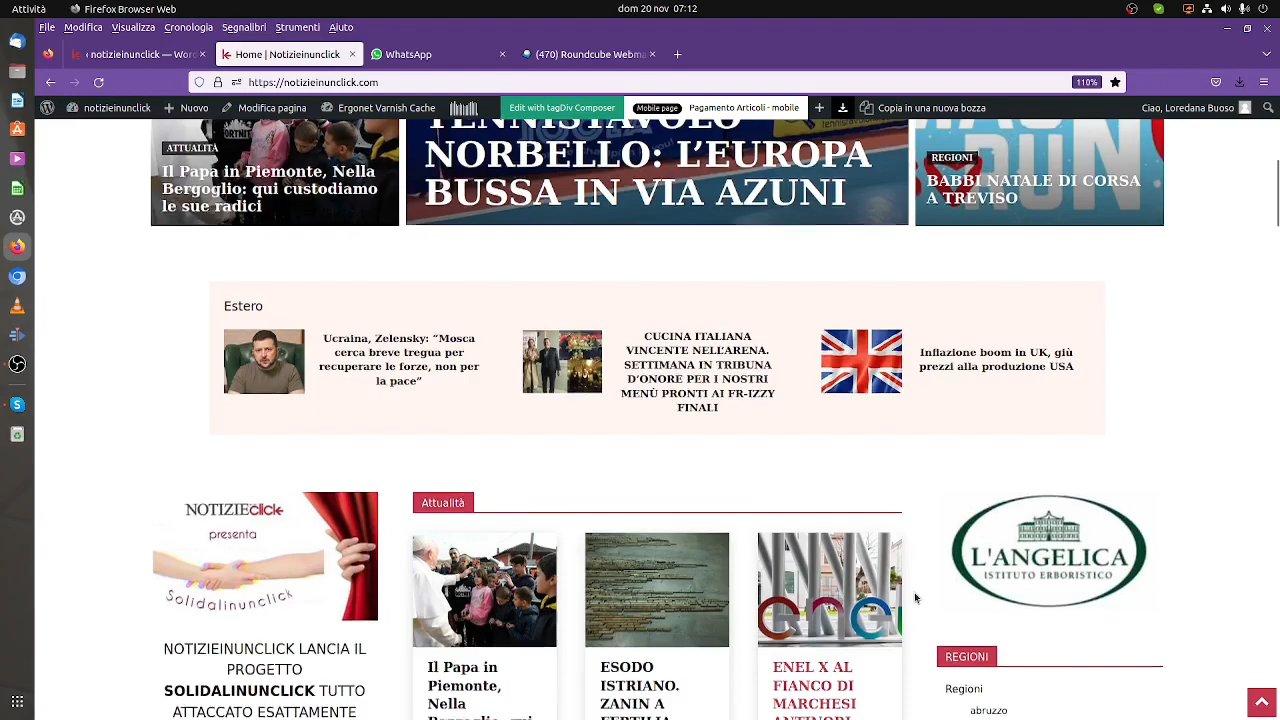 Attività
Firefox Browser Web
dom 20 nov 07:12
File Modifica Visualizza Cronologia Segnalibri Strumenti Aiuto
notizieinunclick — Word
Home | Notizieinunclick
WhatsApp
(470) Roundcube Webma
https://notizieinunclick.com
110%
notizieinunclick
Nuovo
Modifica pagina
Ergonet Varnish Cache
Edit with tagDiv Composer
Mobile page
Pagamento Articoli - mobile
Copia in una nuova bozza
Ciao, Loredana Buoso
ATTUALITÀ
Il Papa in Piemonte, Nella
Bergoglio: qui custodiamo
le sue radici
TENNISTAVOLO
NORBELLO: L’EUROPA
BUSSA IN VIA AZUNI
REGIONI
BABBI NATALE DI CORSA
A TREVISO
Estero
Ucraina, Zelensky: “Mosca
cerca breve tregua per
recuperare le forze, non per
la pace”
CUCINA ITALIANA
VINCENTE NELL’ARENA.
SETTIMANA IN TRIBUNA
D’ONORE PER I NOSTRI
MENÙ PRONTI AI FR-IZZY
FINALI
Inflazione boom in UK, giù
prezzi alla produzione USA
NOTIZIEclick
presenta
Solidalinunclick
NOTIZIEINUNCLICK LANCIA IL
PROGETTO
SOLIDALINUNCLICK TUTTO
ATTACCATO ESATTAMENTE
Attualità
Il Papa in
Piemonte,
Nella
Bergoglio: qui
ESODO
ISTRIANO.
ZANIN A
FERTILIA
enel
ENEL X AL
FIANCO DI
MARCHESI
ANTINORI
L'ANGELICA
ISTITUTO ERBORISTICO
REGIONI
Regioni
abruzzo